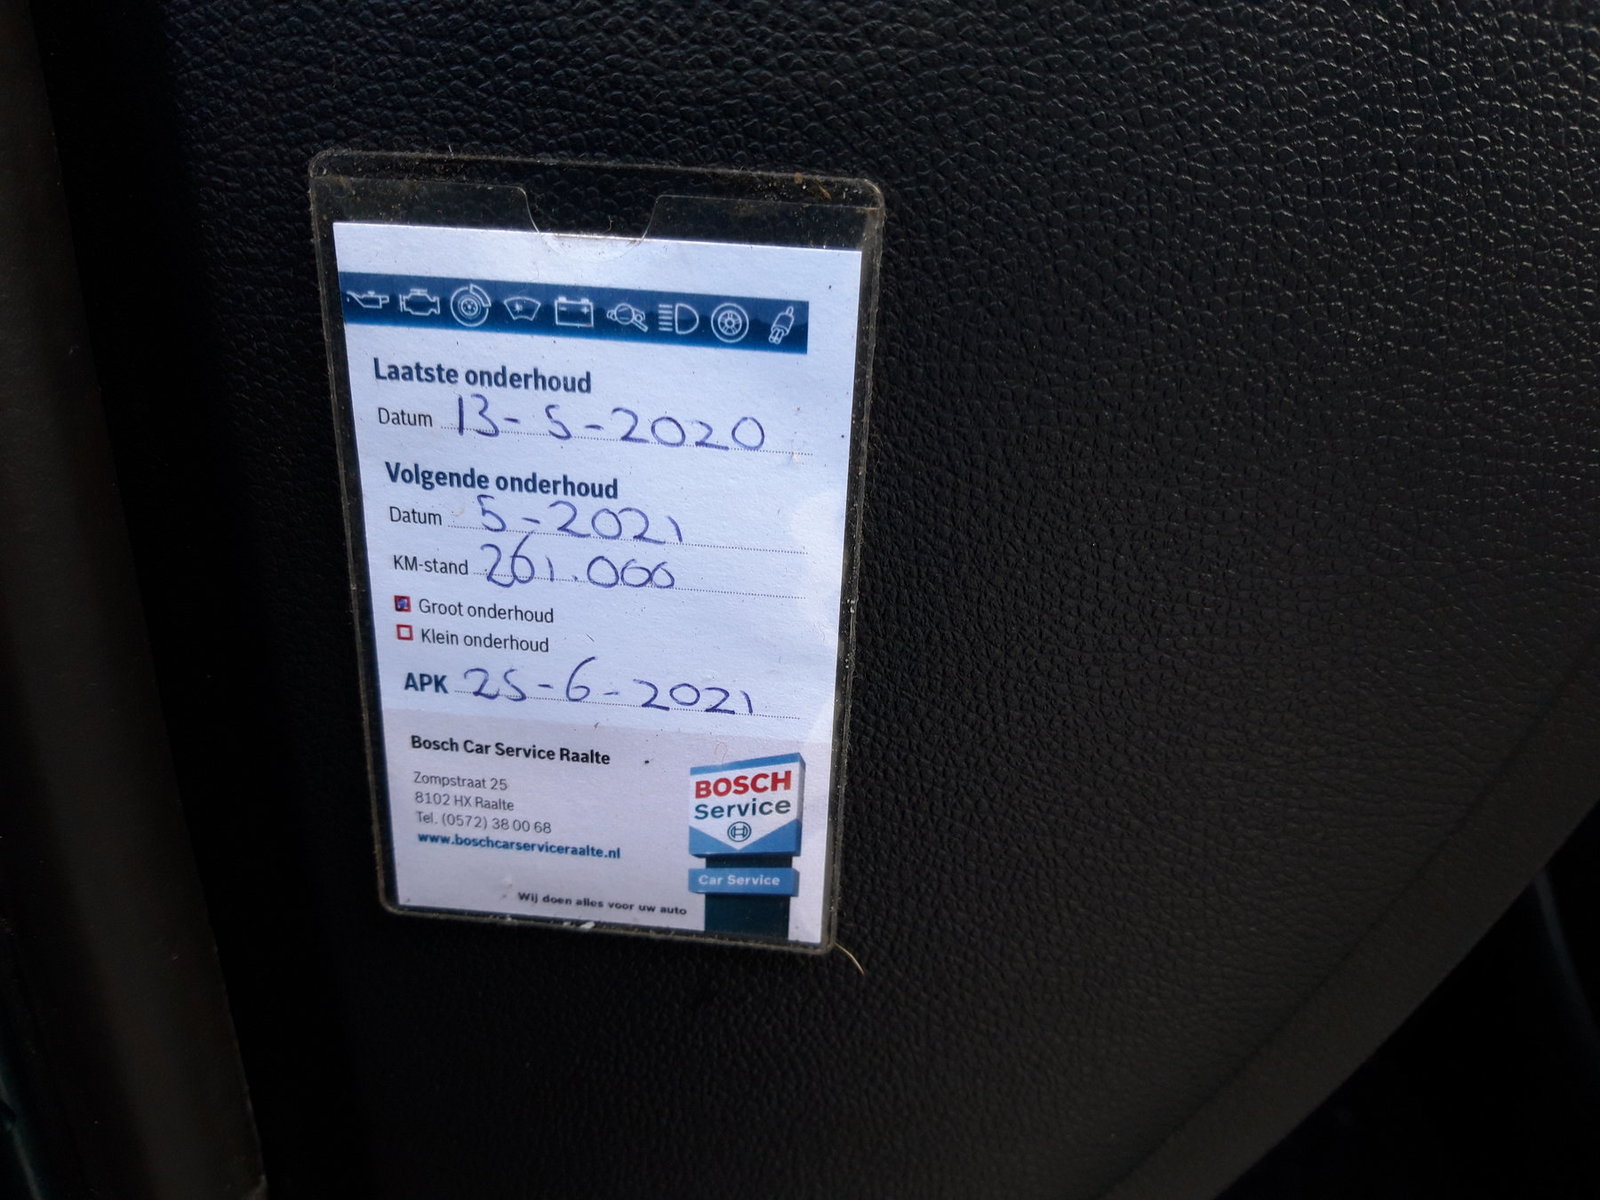 Laatste onderhoud
Datum 13-5-2020
Volgende onderhoud
Datum 5-2021
KM-stand 261.000
Groot onderhoud
Klein onderhoud
APK 25-6-2021
Bosch Car Service Raalte
Zompstraat 25
8102 HX Raalte
Tel. (0572) 38 00 68
www.boschcarserviceraalte.nl
BOSCH
Service
Car Service
Wij doen alles voor uw auto